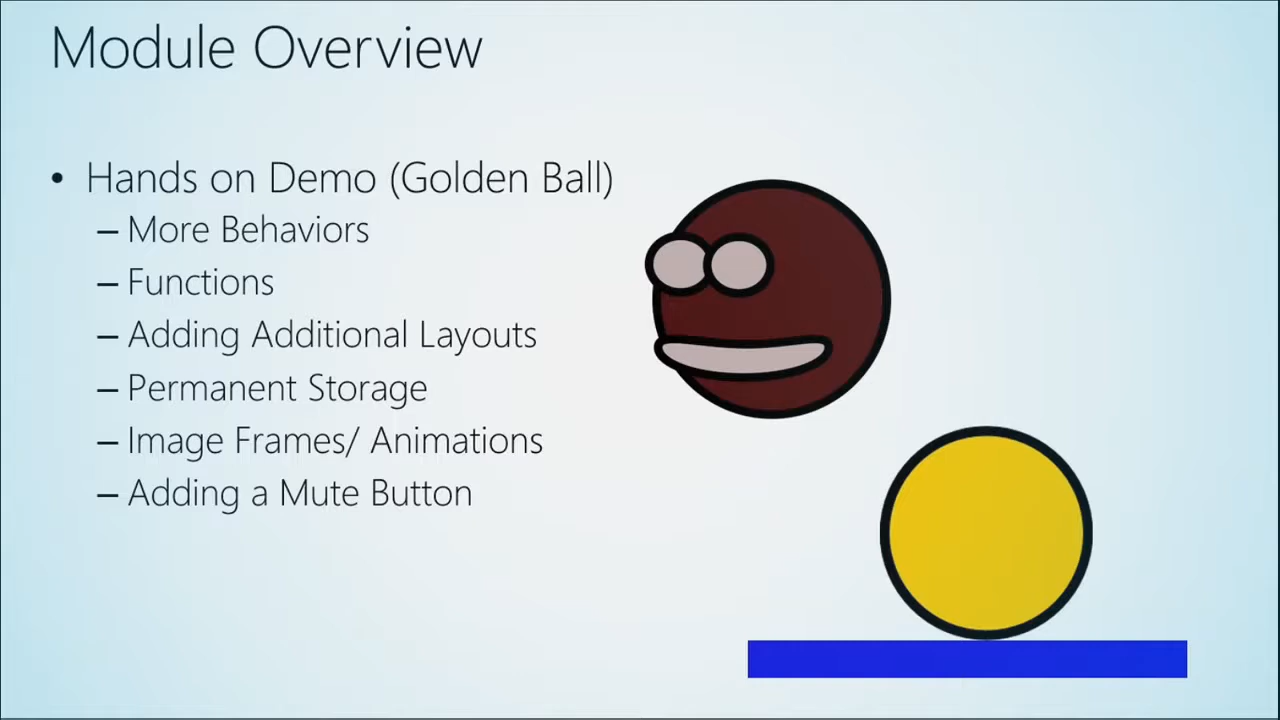 Module Overview
• Hands on Demo (Golden Ball)
– More Behaviors
– Functions
– Adding Additional Layouts
– Permanent Storage
– Image Frames/ Animations
– Adding a Mute Button